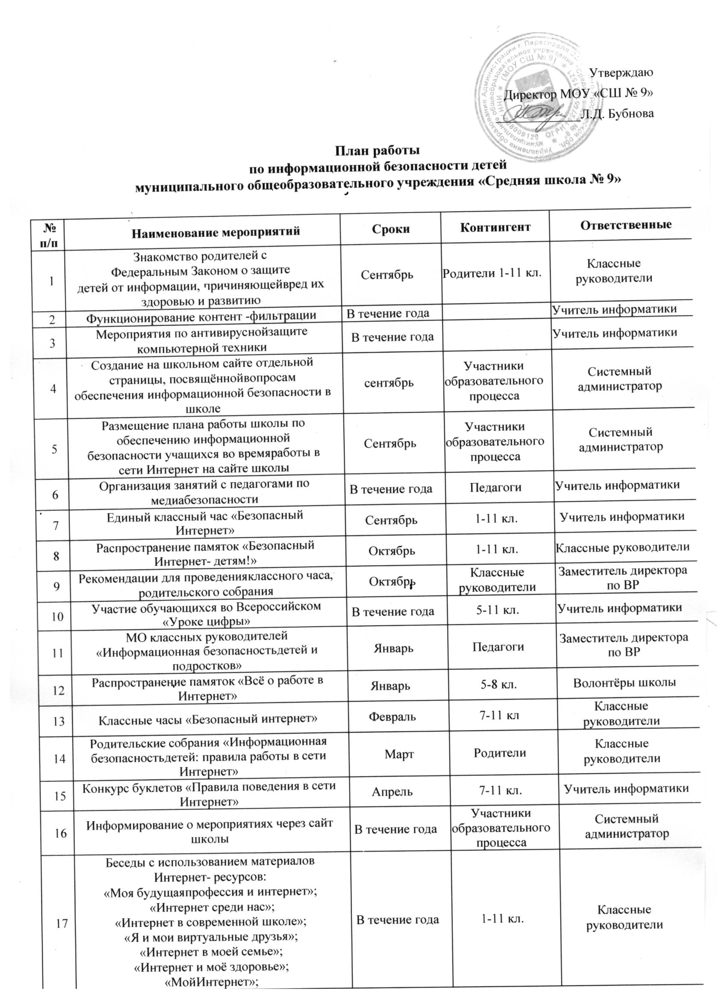 Утверждаю
Директор МОУ «СШ № 9»
Л.Д. Бубнова
План работы
по информационной безопасности детей
муниципального общеобразовательного учреждения «Средняя школа № 9»
№ п/п Наименование мероприятий Сроки Контингент Ответственные
1
Знакомство родителей с
Федеральным Законом о защите
детей от информации, причиняющейвред их
здоровью и развитию
Сентябрь
Родители 1-11 кл.
Классные
руководители
2
Функционирование контент -фильтрации
В течение года
Учитель информатики
3
Мероприятия по антивируснойзащите
компьютерной техники
В течение года
Учитель информатики
4
Создание на школьном сайте отдельной
страницы, посвящённойвопросам
обеспечения информационной безопасности в
школе
сентябрь
Участники
образовательного
процесса
Системный
администратор
5
Размещение плана работы школы по
обеспечению информационной
безопасности учащихся во времяработы в
сети Интернет на сайте школы
Сентябрь
Участники
образовательного
процесса
Системный
администратор
6
Организация занятий с педагогами по
медиабезопасности
В течение года
Педагоги
Учитель информатики
7
Единый классный час «Безопасный
Интернет»
Сентябрь
1-11 кл.
Учитель информатики
8
Распространение памяток «Безопасный
Интернет- детям!»
Октябрь
1-11 кл.
Классные руководители
9
Рекомендации для проведенияклассного часа,
родительского собрания
Октябрь
Классные
руководители
Заместитель директора
по ВР
10
Участие обучающихся во Всероссийском
«Уроке цифры»
В течение года
5-11 кл.
Учитель информатики
11
МО классных руководителей
«Информационная безопасностьдетей и
подростков»
Январь
Педагоги
Заместитель директора
по ВР
12
Распространение памяток «Всё о работе в
Интернет»
Январь
5-8 кл.
Волонтёры школы
13
Классные часы «Безопасный интернет»
Февраль
7-11 кл
Классные
руководители
14
Родительские собрания «Информационная
безопасностьдетей: правила работы в сети
Интернет»
Март
Родители
Классные
руководители
15
Конкурс буклетов «Правила поведения в сети
Интернет»
Апрель
7-11 кл.
Учитель информатики
16
Информирование о мероприятиях через сайт
школы
В течение года
Участники
образовательного
процесса
Системный
администратор
17
Беседы с использованием материалов
Интернет- ресурсов:
«Моя будущаяпрофессия и интернет»;
«Интернет среди нас»;
«Интернет в современной школе»;
«Я и мои виртуальные друзья»;
«Интернет в моей семье»;
«Интернет и моё здоровье»;
«МойИнтернет»;
В течение года
1-11 кл.
Классные
руководители